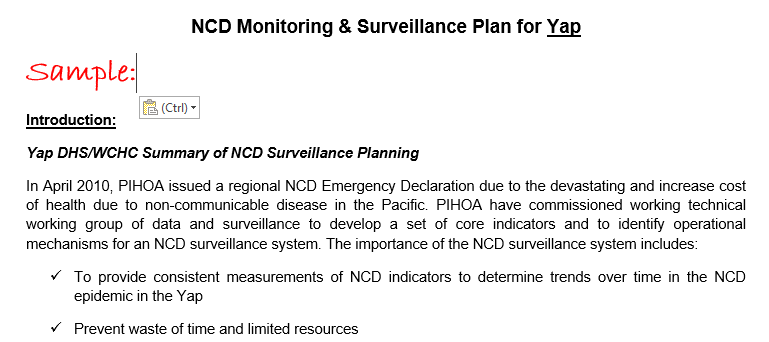 NCD Monitoring & Surveillance Plan for Yap
Sample:
(Ctrl)
Introduction:
Yap DHS/WCHC Summary of NCD Surveillance Planning
In April 2010, PIHOA issued a regional NCD Emergency Declaration due to the devastating and increase cost
of health due to non-communicable disease in the Pacific. PIHOA have commissioned working technical
working group of data and surveillance to develop a set of core indicators and to identify operational
mechanisms for an NCD surveillance system. The importance of the NCD surveillance system includes:
✓ To provide consistent measurements of NCD indicators to determine trends over time in the NCD
epidemic in the Yap
✓ Prevent waste of time and limited resources